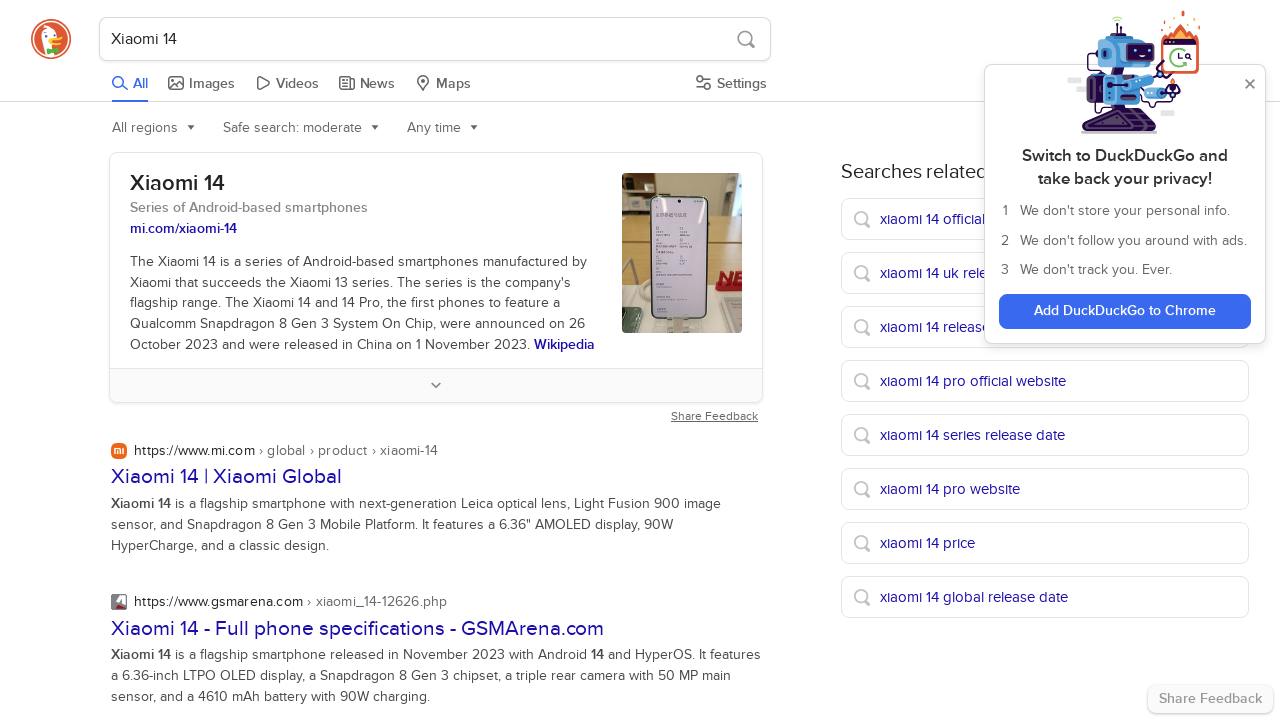 Xiaomi 14
All
Images
Videos
News
Maps
Settings
All regions
Safe search: moderate
Any time
Xiaomi 14
Series of Android-based smartphones
mi.com/xiaomi-14
The Xiaomi 14 is a series of Android-based smartphones manufactured by
Xiaomi that succeeds the Xiaomi 13 series. The series is the company's
flagship range. The Xiaomi 14 and 14 Pro, the first phones to feature a
Qualcomm Snapdragon 8 Gen 3 System On Chip, were announced on 26
October 2023 and were released in China on 1 November 2023. Wikipedia
Share Feedback
https://www.mi.com › global › product › xiaomi-14
Xiaomi 14 | Xiaomi Global
Xiaomi 14 is a flagship smartphone with next-generation Leica optical lens, Light Fusion 900 image
sensor, and Snapdragon 8 Gen 3 Mobile Platform. It features a 6.36" AMOLED display, 90W
HyperCharge, and a classic design.
https://www.gsmarena.com › xiaomi_14-12626.php
Xiaomi 14 - Full phone specifications - GSMArena.com
Xiaomi 14 is a flagship smartphone released in November 2023 with Android 14 and HyperOS. It features
a 6.36-inch LTPO OLED display, a Snapdragon 8 Gen 3 chipset, a triple rear camera with 50 MP main
sensor, and a 4610 mAh battery with 90W charging.
Searches related
xiaomi 14 official
xiaomi 14 uk rele
xiaomi 14 release
xiaomi 14 pro official website
xiaomi 14 series release date
xiaomi 14 pro website
xiaomi 14 price
xiaomi 14 global release date
Switch to DuckDuckGo and
take back your privacy!
1 We don't store your personal info.
2 We don't follow you around with ads.
3 We don't track you. Ever.
Add DuckDuckGo to Chrome
Share Feedback